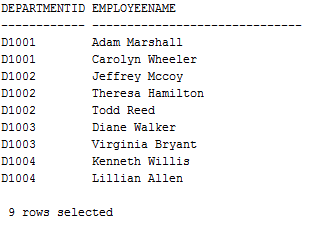 DEPARTMENTID EMPLOYEENAME
------------ ------------------------------
D1001 Adam Marshall
D1001 Carolyn Wheeler
D1002 Jeffrey Mccoy
D1002 Theresa Hamilton
D1002 Todd Reed
D1003 Diane Walker
D1003 Virginia Bryant
D1004 Kenneth Willis
D1004 Lillian Allen
9 rows selected